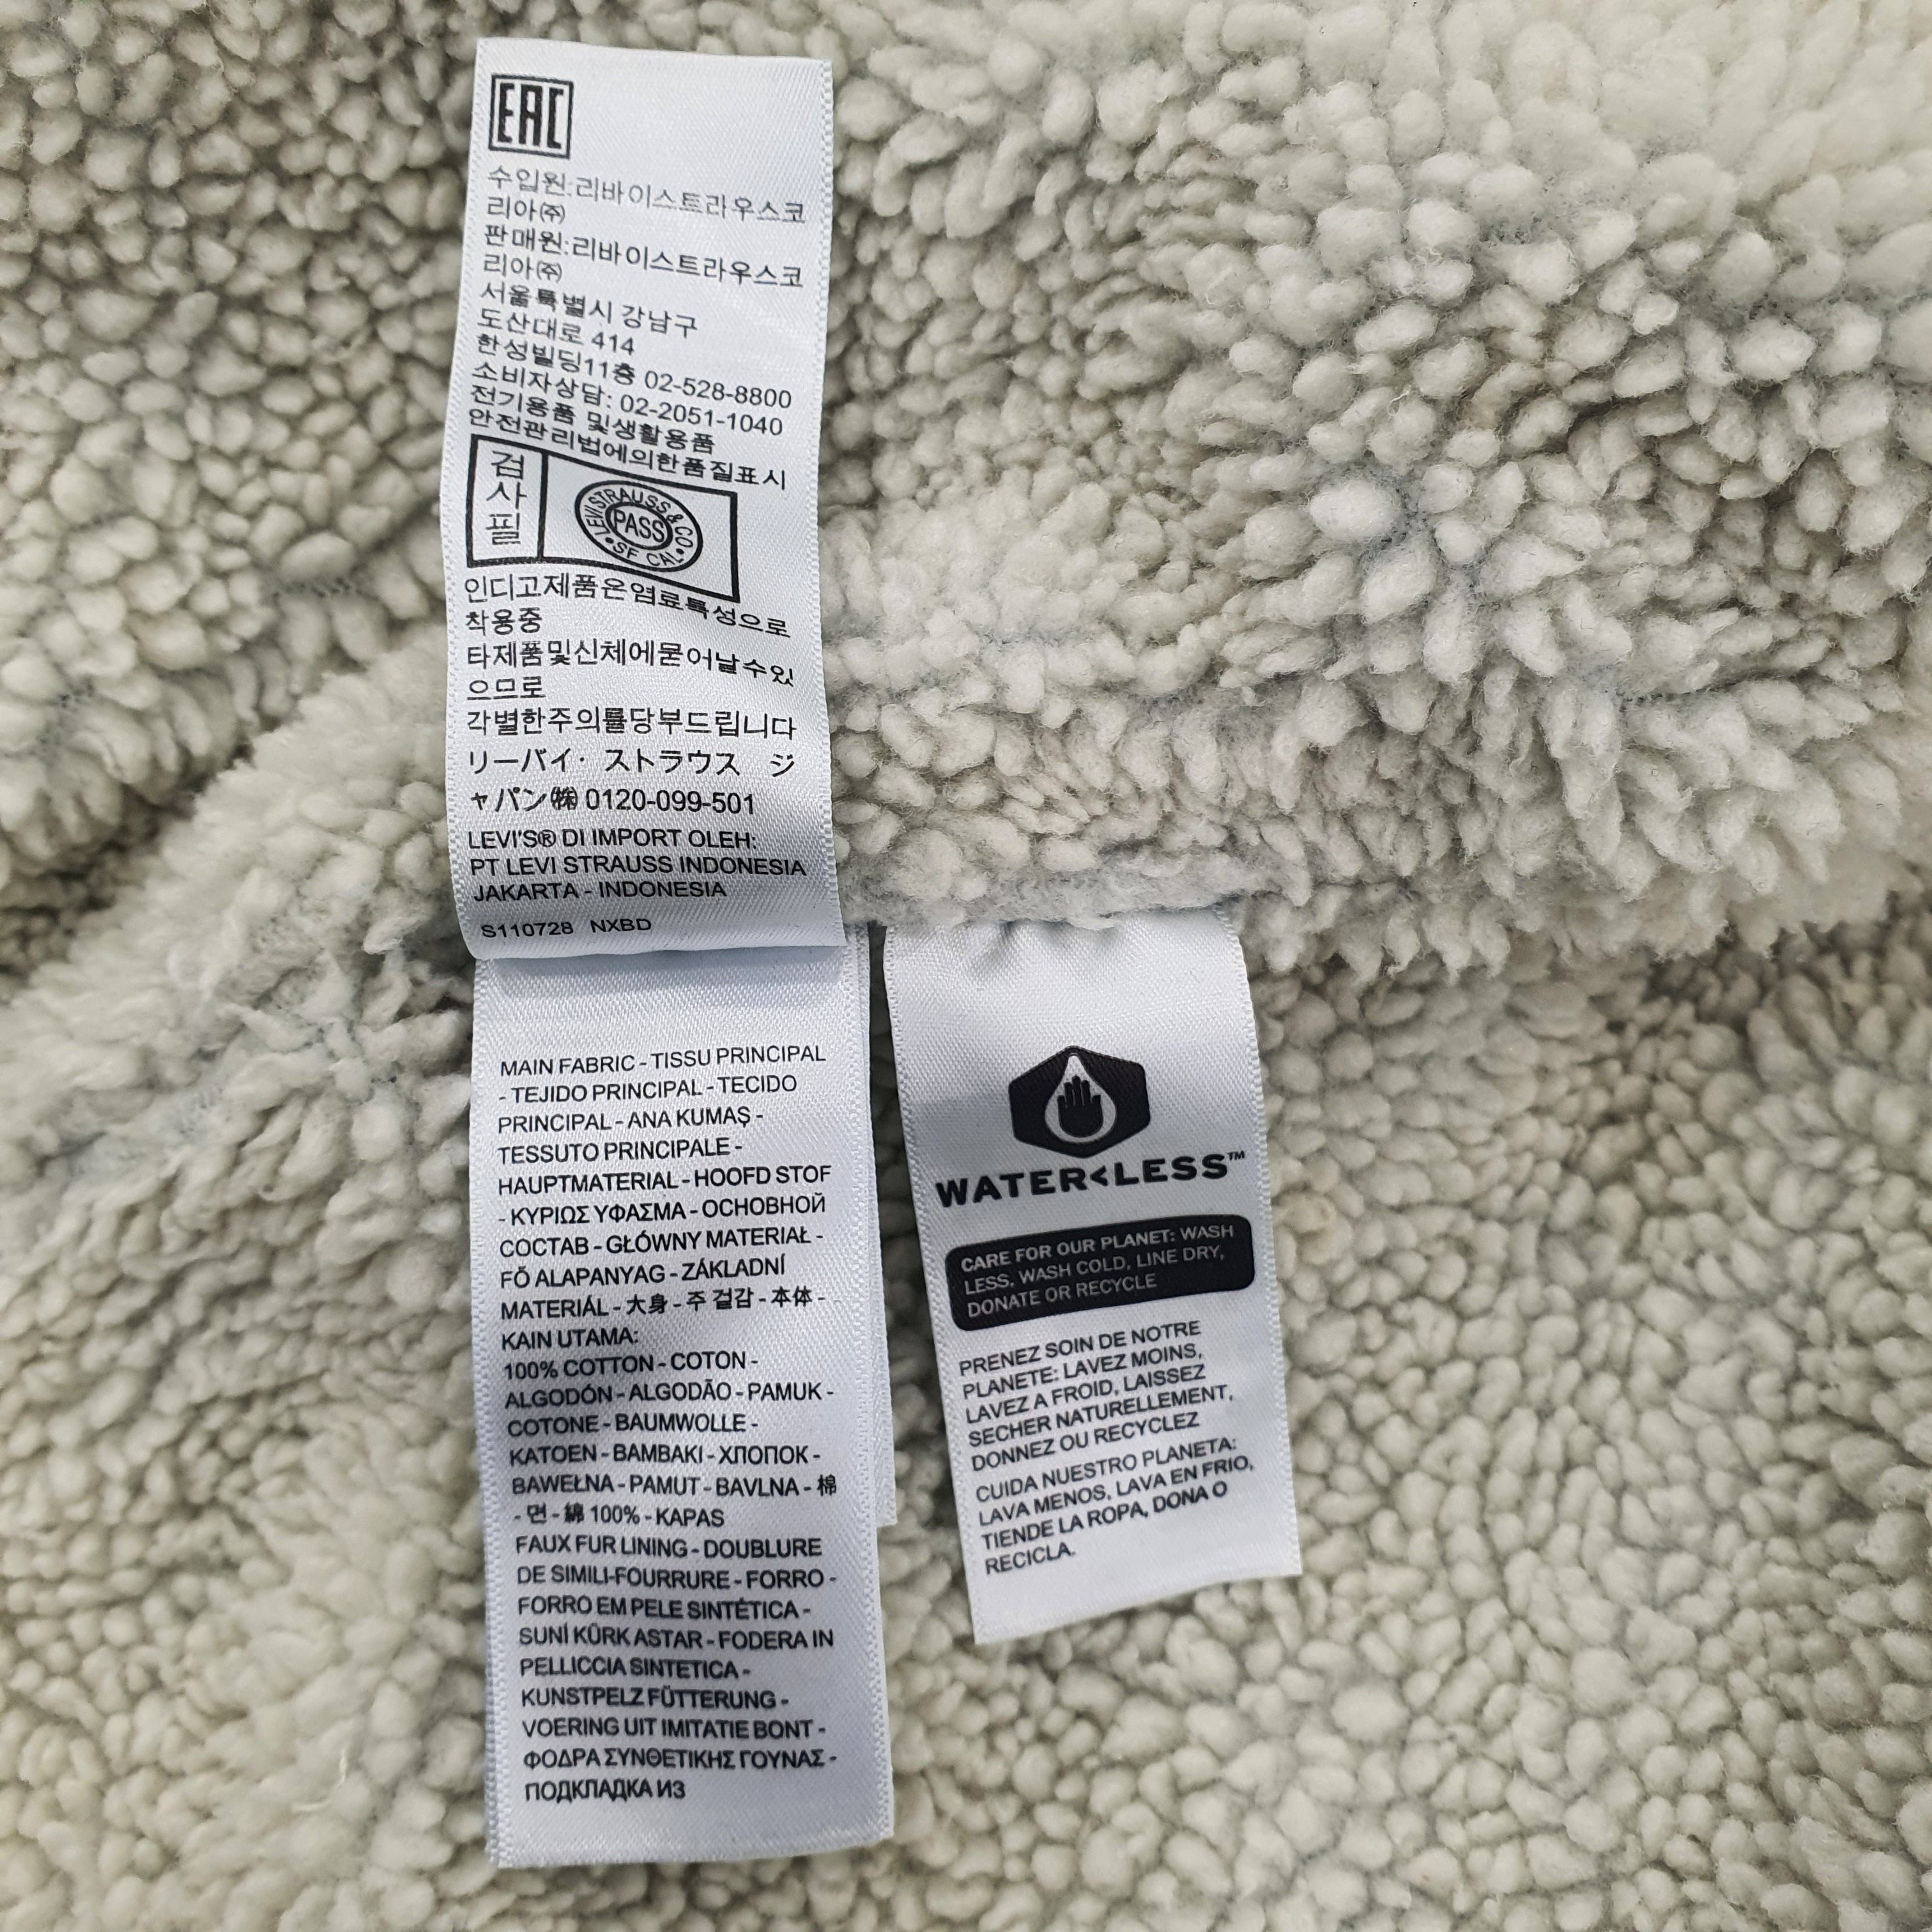 EAC
수입원:리바이스트라우스코
리아㈜
판매원:리바이스트라우스코
리아㈜
서울특별시 강남구
도산대로 414
한성빌딩11층 02-528-8800
소비자상담: 02-2051-1040
전기용품 및생활용품
안전관리법에의한품질표시
검
사
필
LEVI STRAUSS & CO
PASS
SF CAL
인디고제품은염료특성으로
착용중
타제품및신체에묻어날수있
으므로
각별한주의를당부드립니다
リーバイ· ストラウス ジ
ャパン㈱ 0120-099-501
LEVI'S® DI IMPORT OLEH:
PT LEVI STRAUSS INDONESIA
JAKARTA - INDONESIA
S110728 NXBD
MAIN FABRIC - TISSU PRINCIPAL
- TEJIDO PRINCIPAL - TECIDO
PRINCIPAL - ANA KUMAŞ -
TESSUTO PRINCIPALE -
HAUPTMATERIAL - HOOFD STOF
- ΚΥΡΙΩΣ ΥΦΑΣΜΑ - ОСНОВНОЙ
СОСТАВ - GŁÓWNY MATERIAŁ -
FŐ ALAPANYAG - ZÁKLADNÍ
MATERIÁL - 大身 - 주 겉감 - 本体 -
KAIN UTAMA:
100% COTTON - COTON -
ALGODÓN - ALGODÃO - PAMUK -
COTONE - BAUMWOLLE -
KATOEN - ΒΑΜΒΑΚΙ - ХЛОПОК -
BAWEŁNA - PAMUT - BAVLNA - 棉
- 면 - 綿 100% - KAPAS
FAUX FUR LINING - DOUBLURE
DE SIMILI-FOURRURE - FORRO -
FORRO EM PELE SINTÉTICA -
SUNİ KÜRK ASTAR - FODERA IN
PELLICCIA SINTETICA -
KUNSTPELZ FÜTTERUNG -
VOERING UIT IMITATIE BONT -
ΦΟΔΡΑ ΣΥΝΘΕΤΙΚΗΣ ΓΟΥΝΑΣ -
ПОДКЛАДКА ИЗ
WATER<LESS™
CARE FOR OUR PLANET: WASH
LESS, WASH COLD, LINE DRY,
DONATE OR RECYCLE
PRENEZ SOIN DE NOTRE
PLANETE: LAVEZ MOINS,
LAVEZ A FROID, LAISSEZ
SECHER NATURELLEMENT,
DONNEZ OU RECYCLEZ
CUIDA NUESTRO PLANETA:
LAVA MENOS, LAVA EN FRIO,
TIENDE LA ROPA, DONA O
RECICLA.